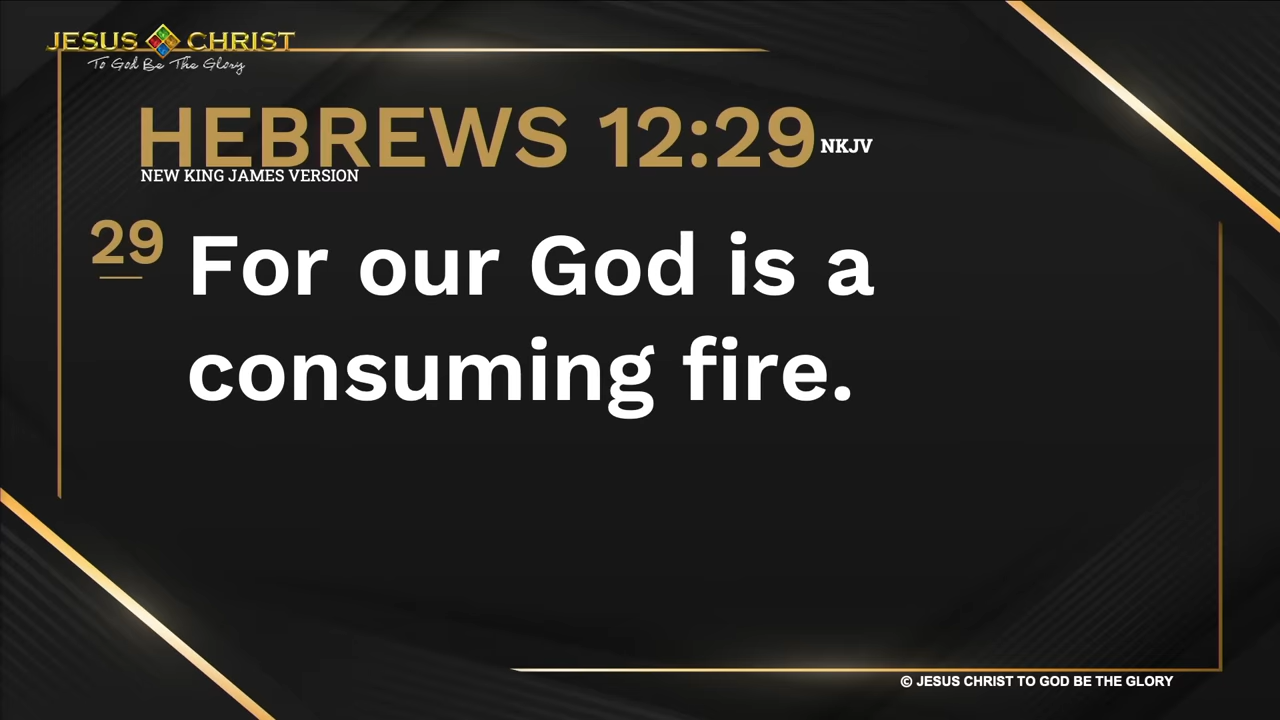 JESUS CHRIST
To God Be The Glory
HEBREWS 12:29 NKJV
NEW KING JAMES VERSION
29 For our God is a
consuming fire.
© JESUS CHRIST TO GOD BE THE GLORY